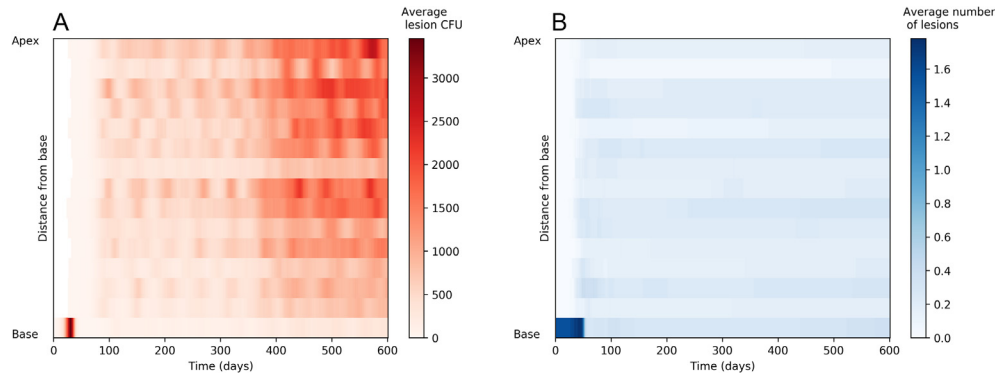 A
Average
lesion CFU
Apex
Distance from base
Base
3000
2500
2000
1500
1000
500
0
0 100 200 300 400 500 600
Time (days)
B
Average number
of lesions
Apex
Distance from base
Base
1.6
1.4
1.2
1.0
0.8
0.6
0.4
0.2
0.0
0 100 200 300 400 500 600
Time (days)